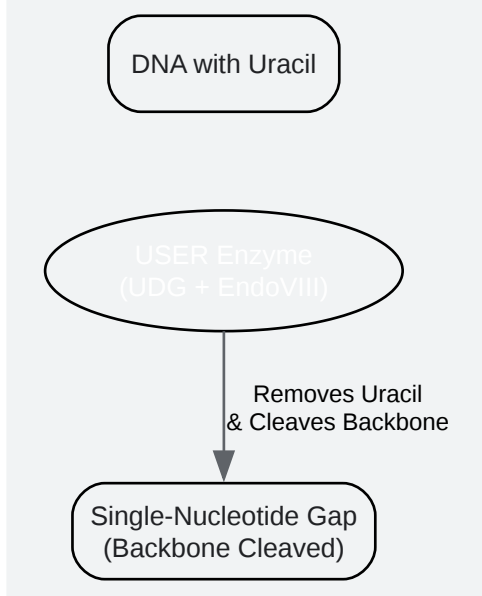 DNA with Uracil
USER Enzyme
(UDG + EndoVIII)
Removes Uracil
& Cleaves Backbone
Single-Nucleotide Gap
(Backbone Cleaved)